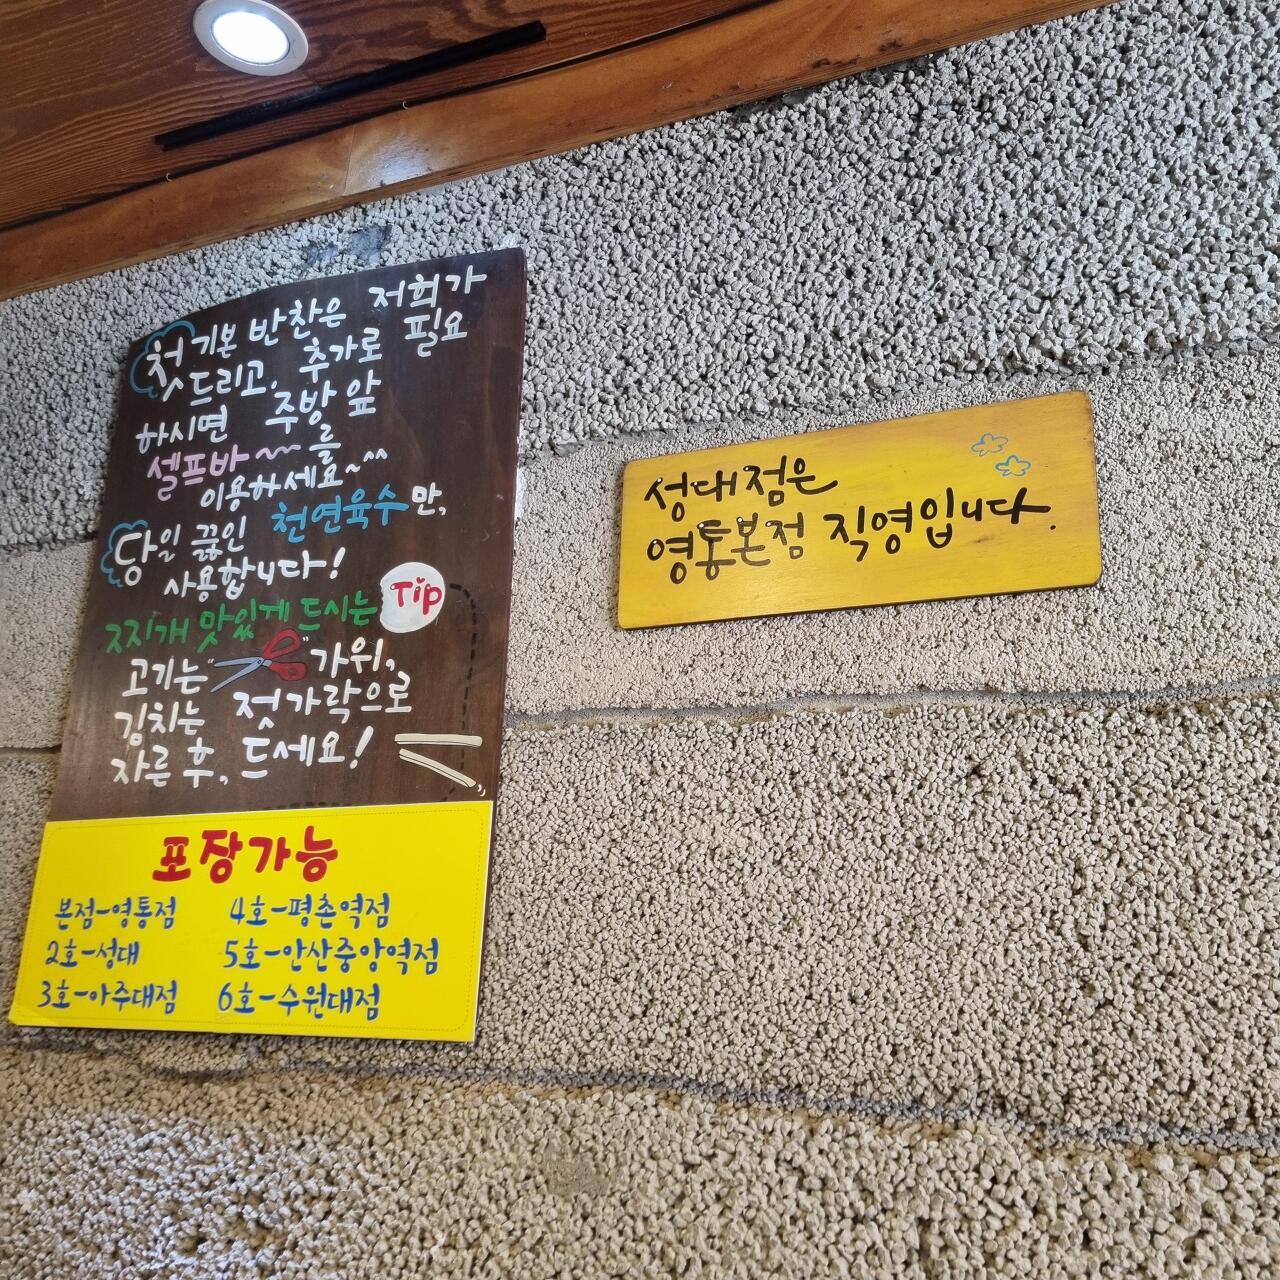 첫 기본 반찬은 저희가
드리고, 추가로 필요
하시면 주방 앞
셀프바~~를
이용하세요~^^
당일 끓인 천연육수만,
사용합니다!
찌개 맛있게 드시는 Tip
고기는 "가위",
김치는 젓가락으로
자른 후, 드세요!
포장가능
본점-영통점 4호-평촌역점
2호-성대 5호-안산중앙역점
3호-아주대점 6호-수원대점
성대점은
영통본점 직영입니다.